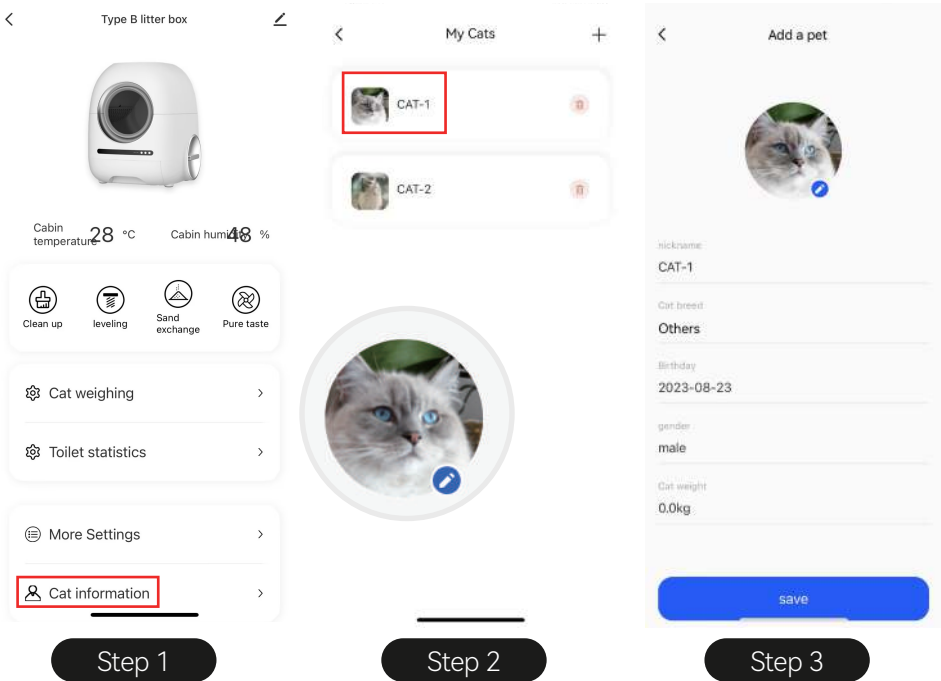 Type B litter box
Cabin
temperature
28 °C
Cabin humidity
48 %
Clean up
leveling
Sand
exchange
Pure taste
Cat weighing
Toilet statistics
More Settings
Cat information
Step 1
My Cats
CAT-1
CAT-2
Step 2
Add a pet
nickname
CAT-1
Cat breed
Others
Birthday
2023-08-23
gender
male
Cat weight
0.0kg
save
Step 3